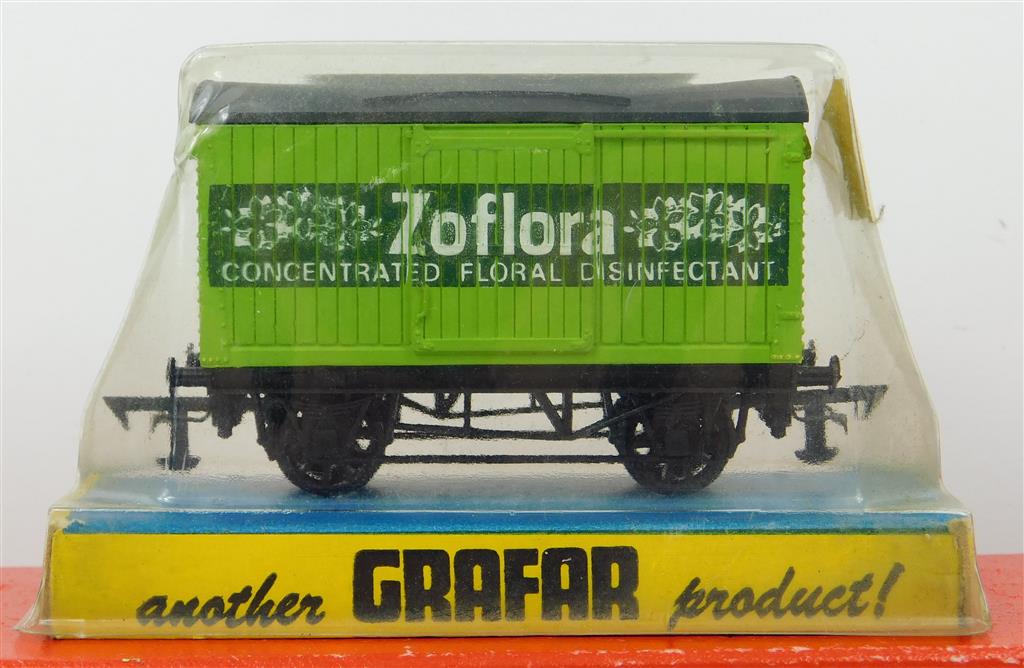 Zoflora
CONCENTRATED FLORAL DISINFECTANT
another GRAFAR product!